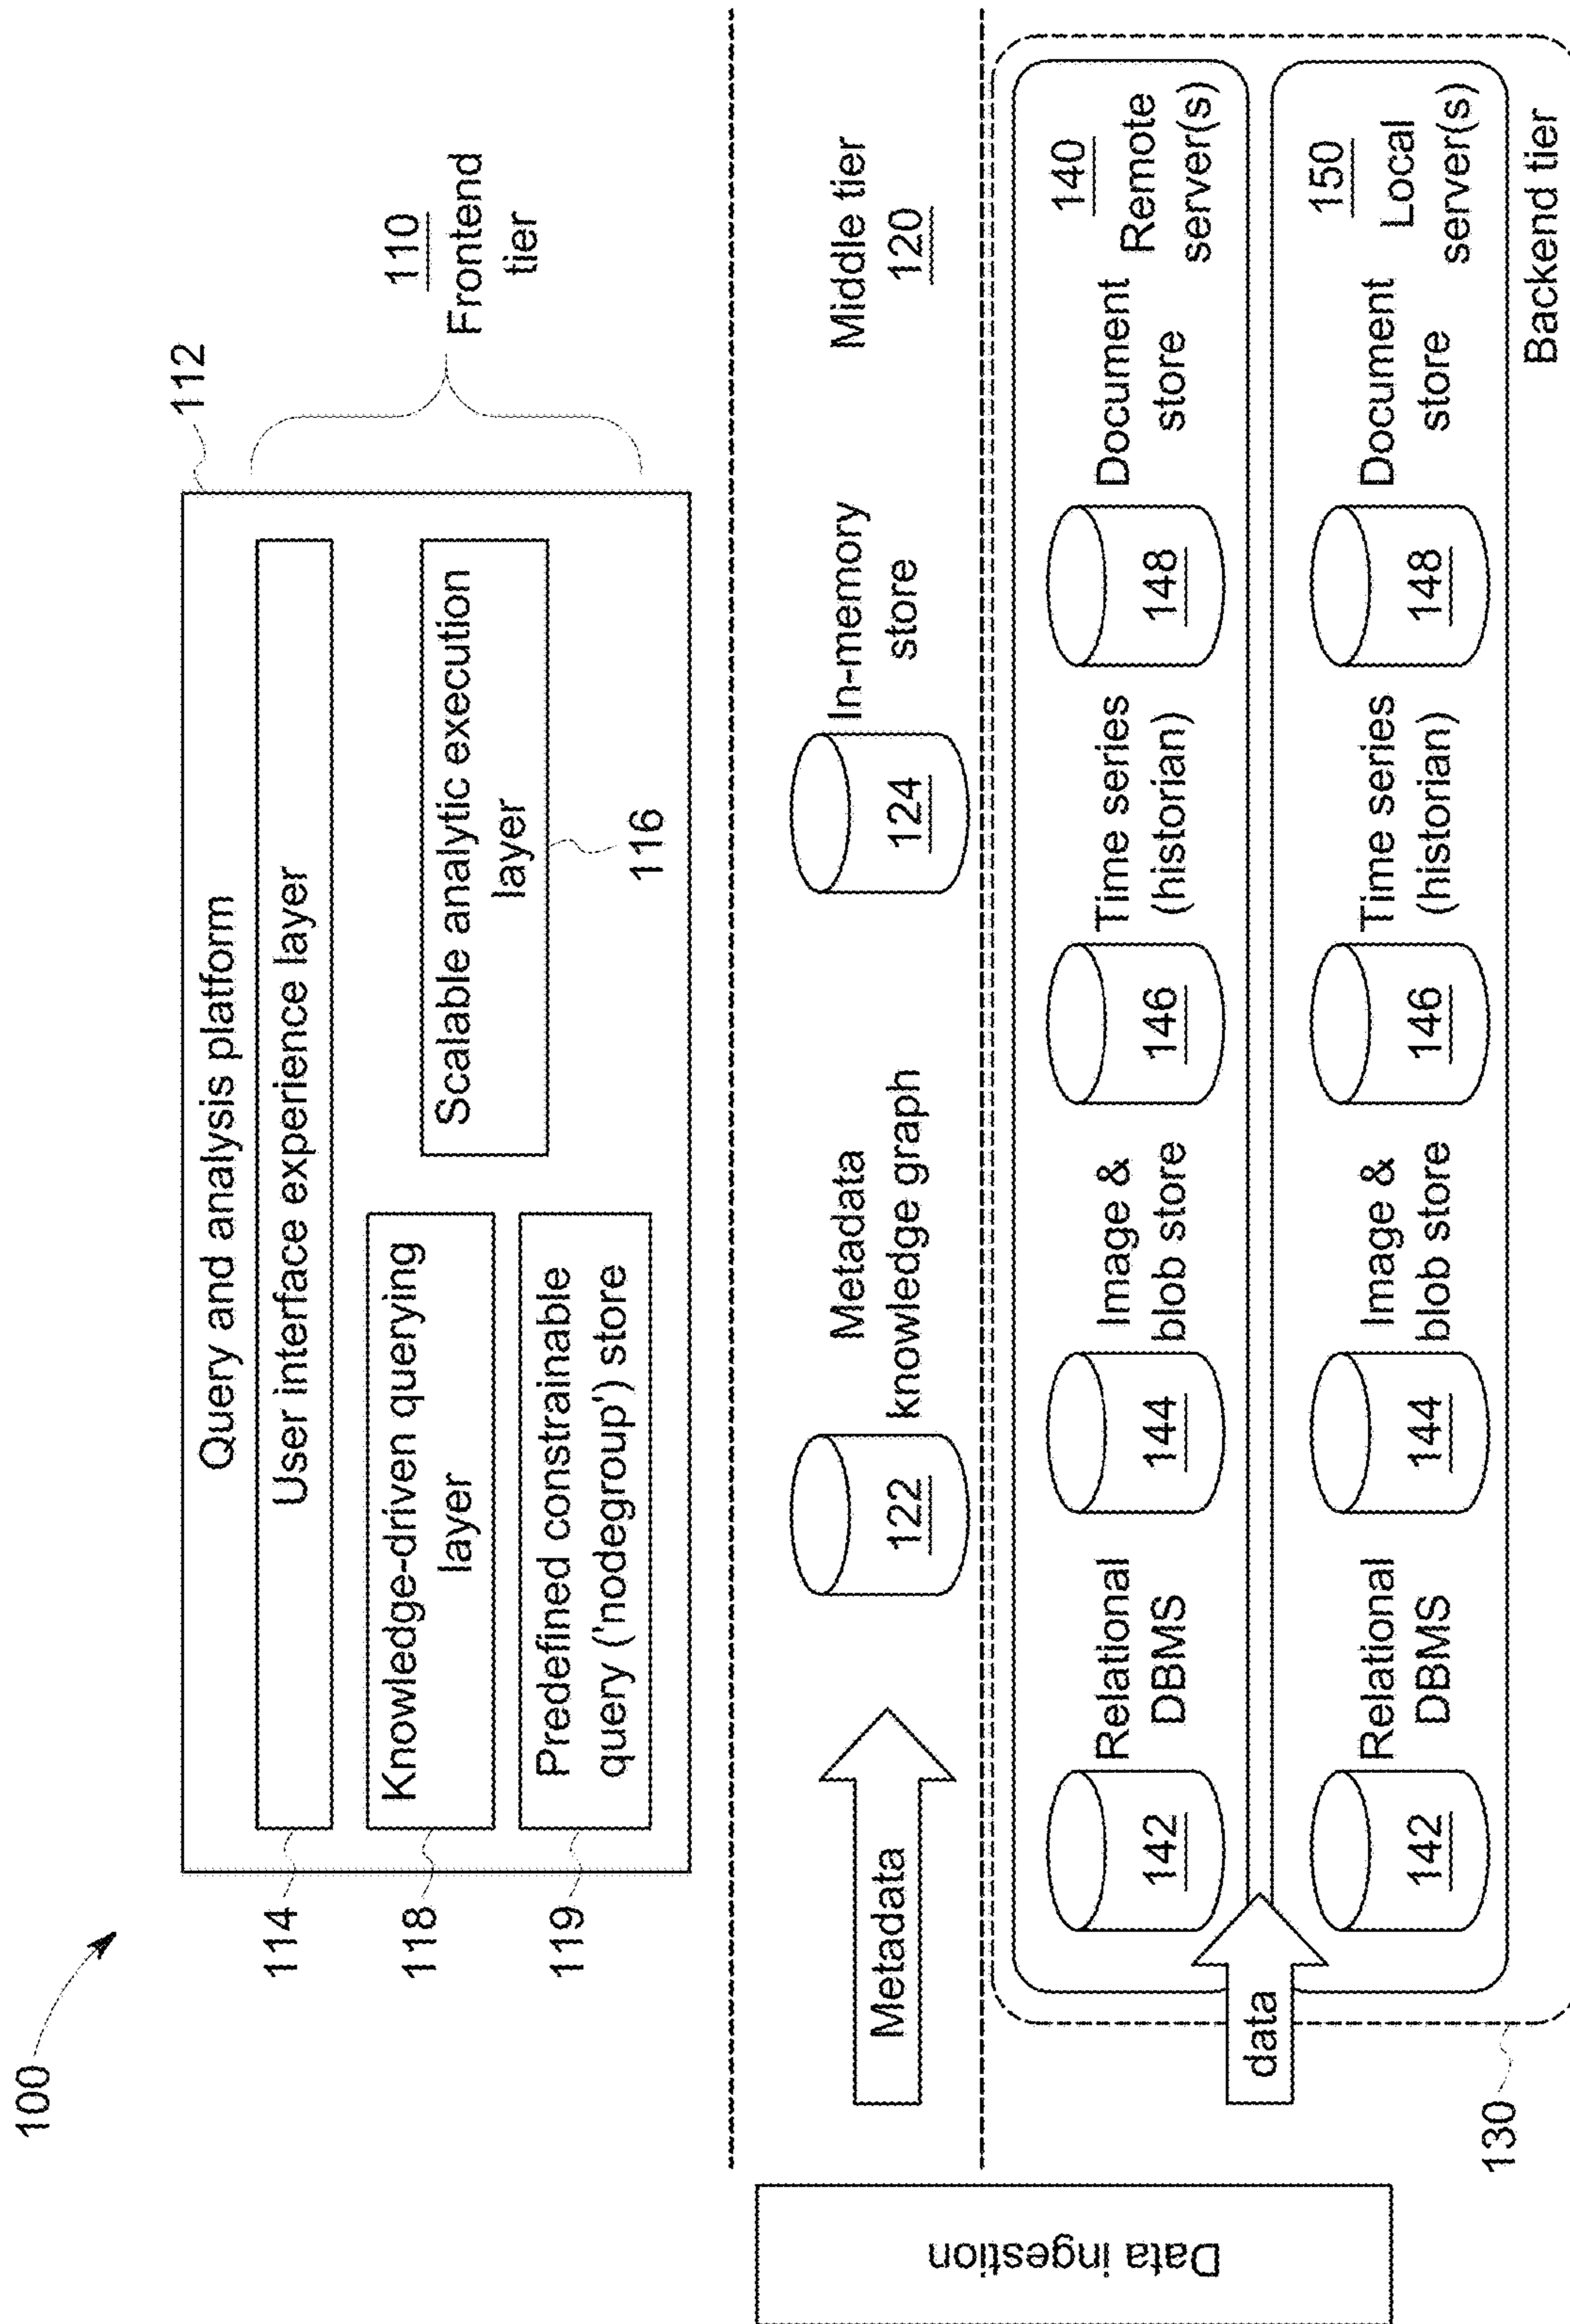 100
112
Query and analysis platform
114
User interface experience layer
118
Knowledge-driven querying
layer
119
Predefined constrainable
query ('nodegroup') store
Scalable analytic execution
layer
116
110
Frontend
tier
Data ingestion
Metadata
122
Metadata
knowledge graph
124
In-memory
store
Middle tier
120
data
142
Relational
DBMS
144
Image &
blob store
146
Time series
(historian)
148
Document
store
140
Remote
server(s)
142
Relational
DBMS
144
Image &
blob store
146
Time series
(historian)
148
Document
store
150
Local
server(s)
130
Backend tier